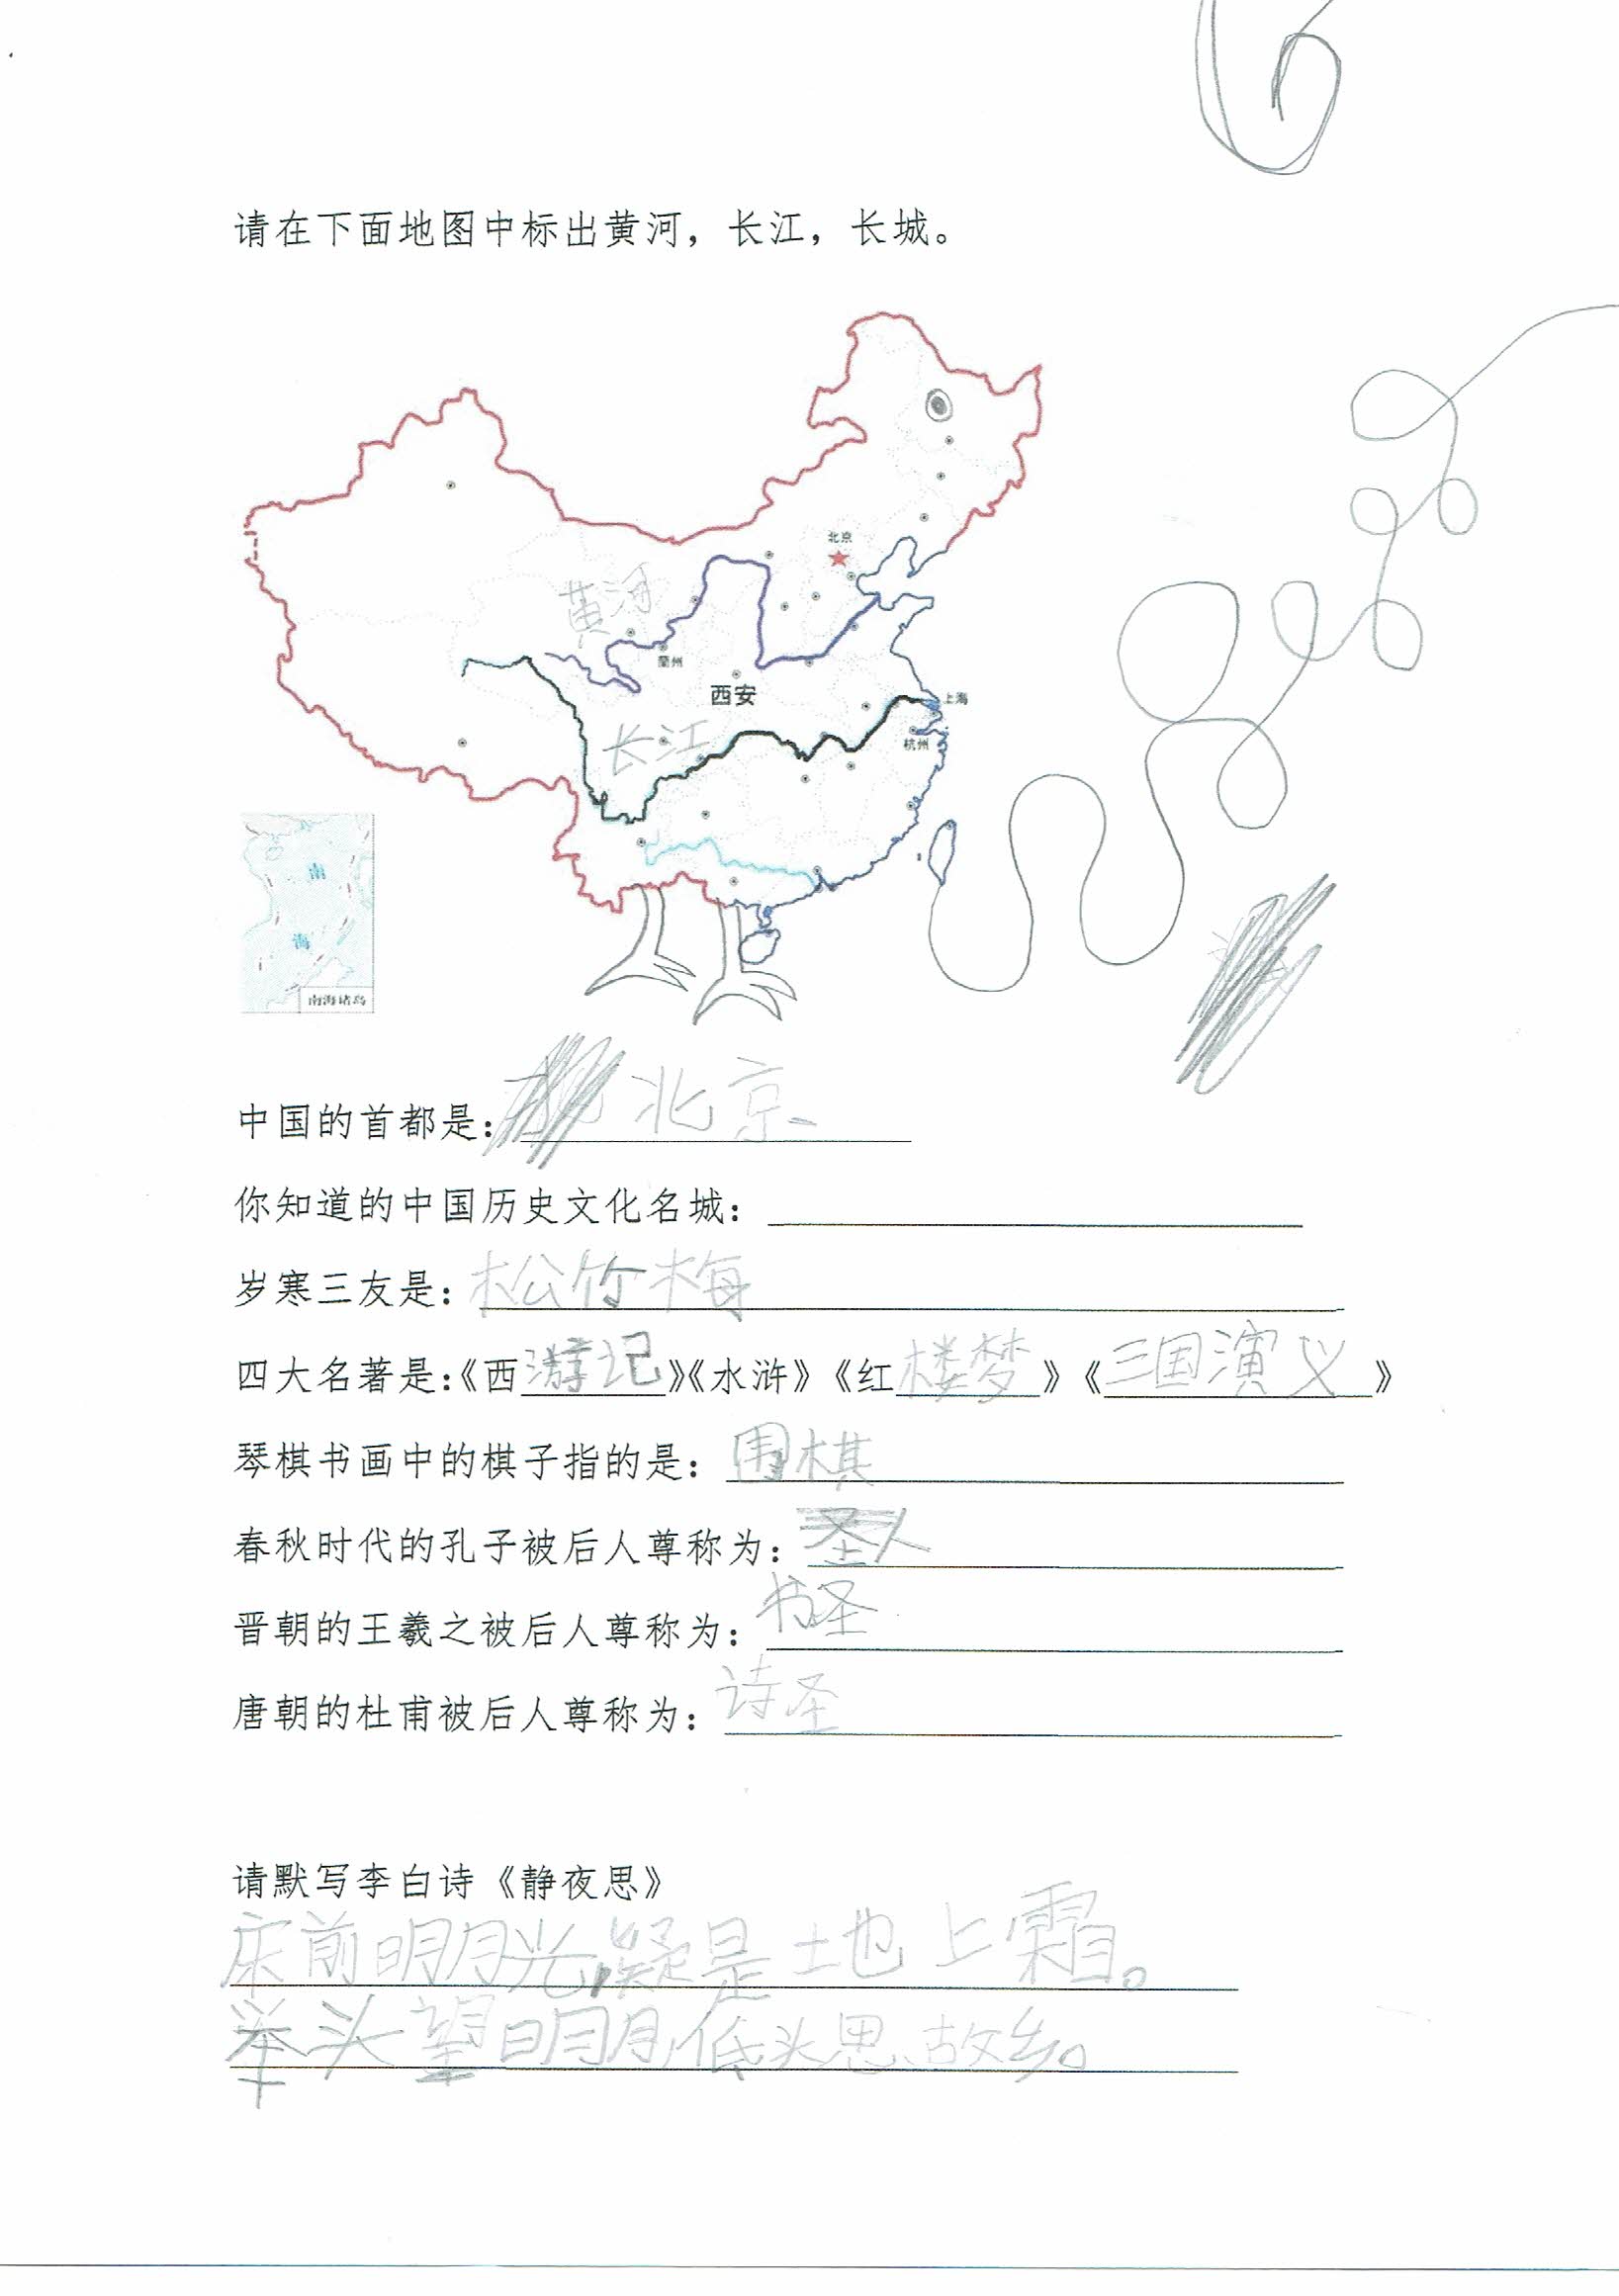 请在下面地图中标出黄河，长江，长城。
北京
黄河
蘭州
西安
上海
长江
杭州
南
海
南海诸岛
中国的首都是：北京
你知道的中国历史文化名城：
岁寒三友是：松竹梅
四大名著是：《西游记》《水浒》《红楼梦》《三国演义》
琴棋书画中的棋子指的是：围棋
春秋时代的孔子被后人尊称为：圣人
晋朝的王羲之被后人尊称为：书圣
唐朝的杜甫被后人尊称为：诗圣
请默写李白诗《静夜思》
床前明月光，疑是地上霜。
举头望明月，低头思故乡。